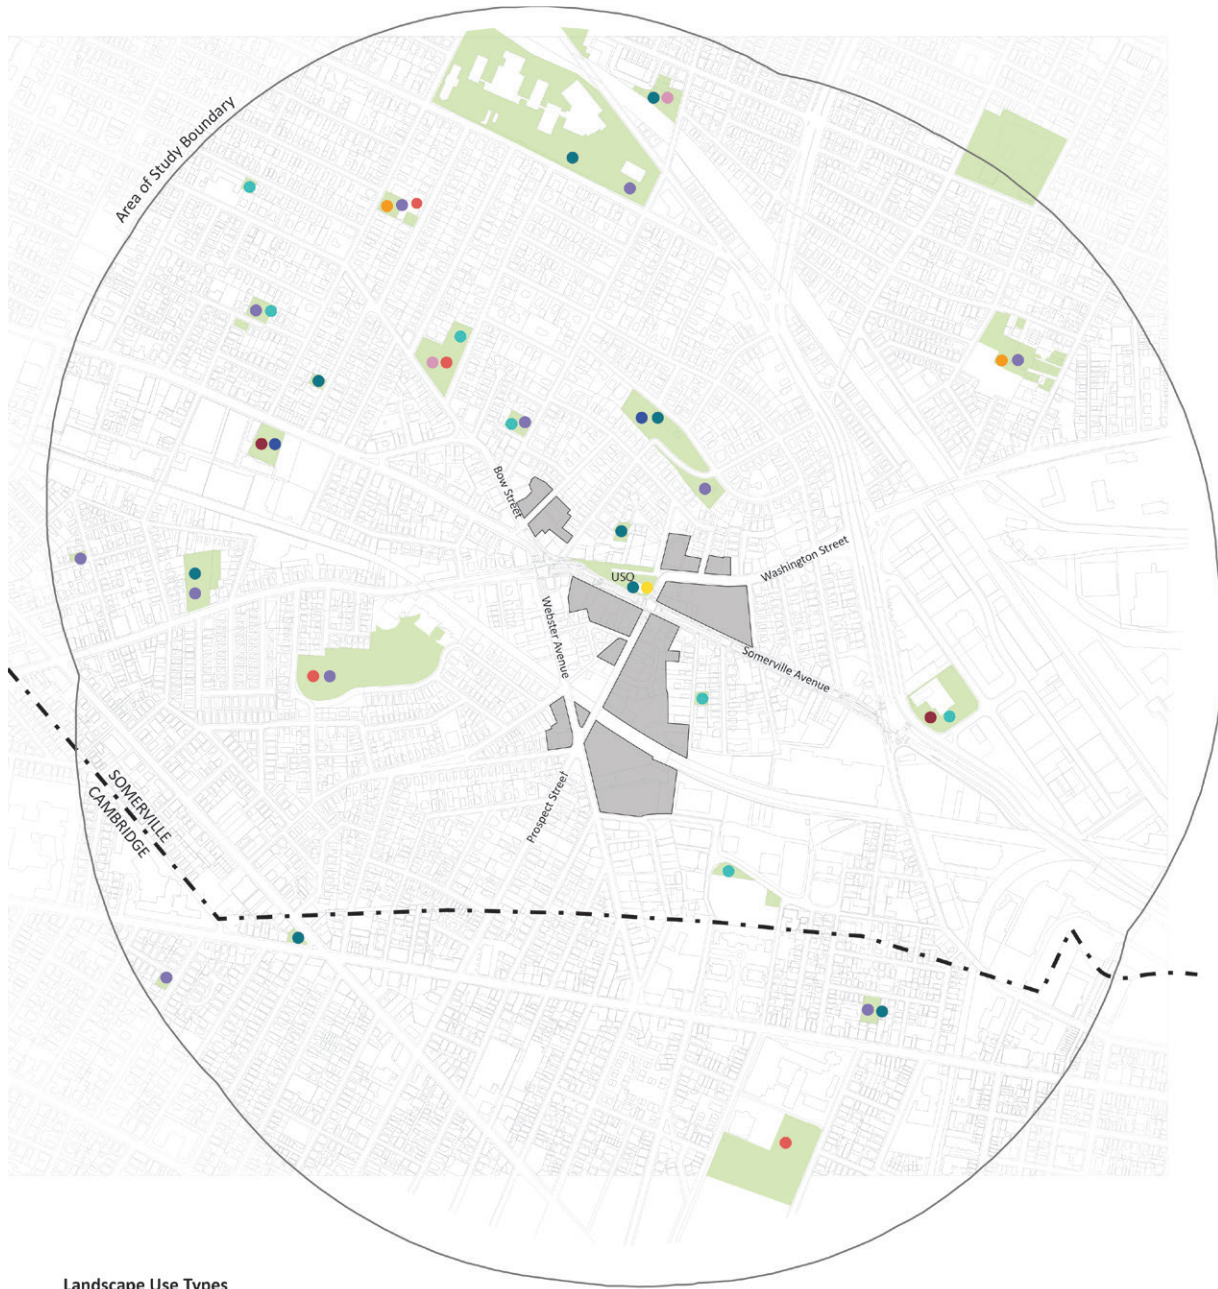 Area of Study Boundary
Bow Street
USQ
Washington Street
Webster Avenue
Somerville Avenue
Prospect Street
SOMERVILLE
CAMBRIDGE
Landscape Use Types